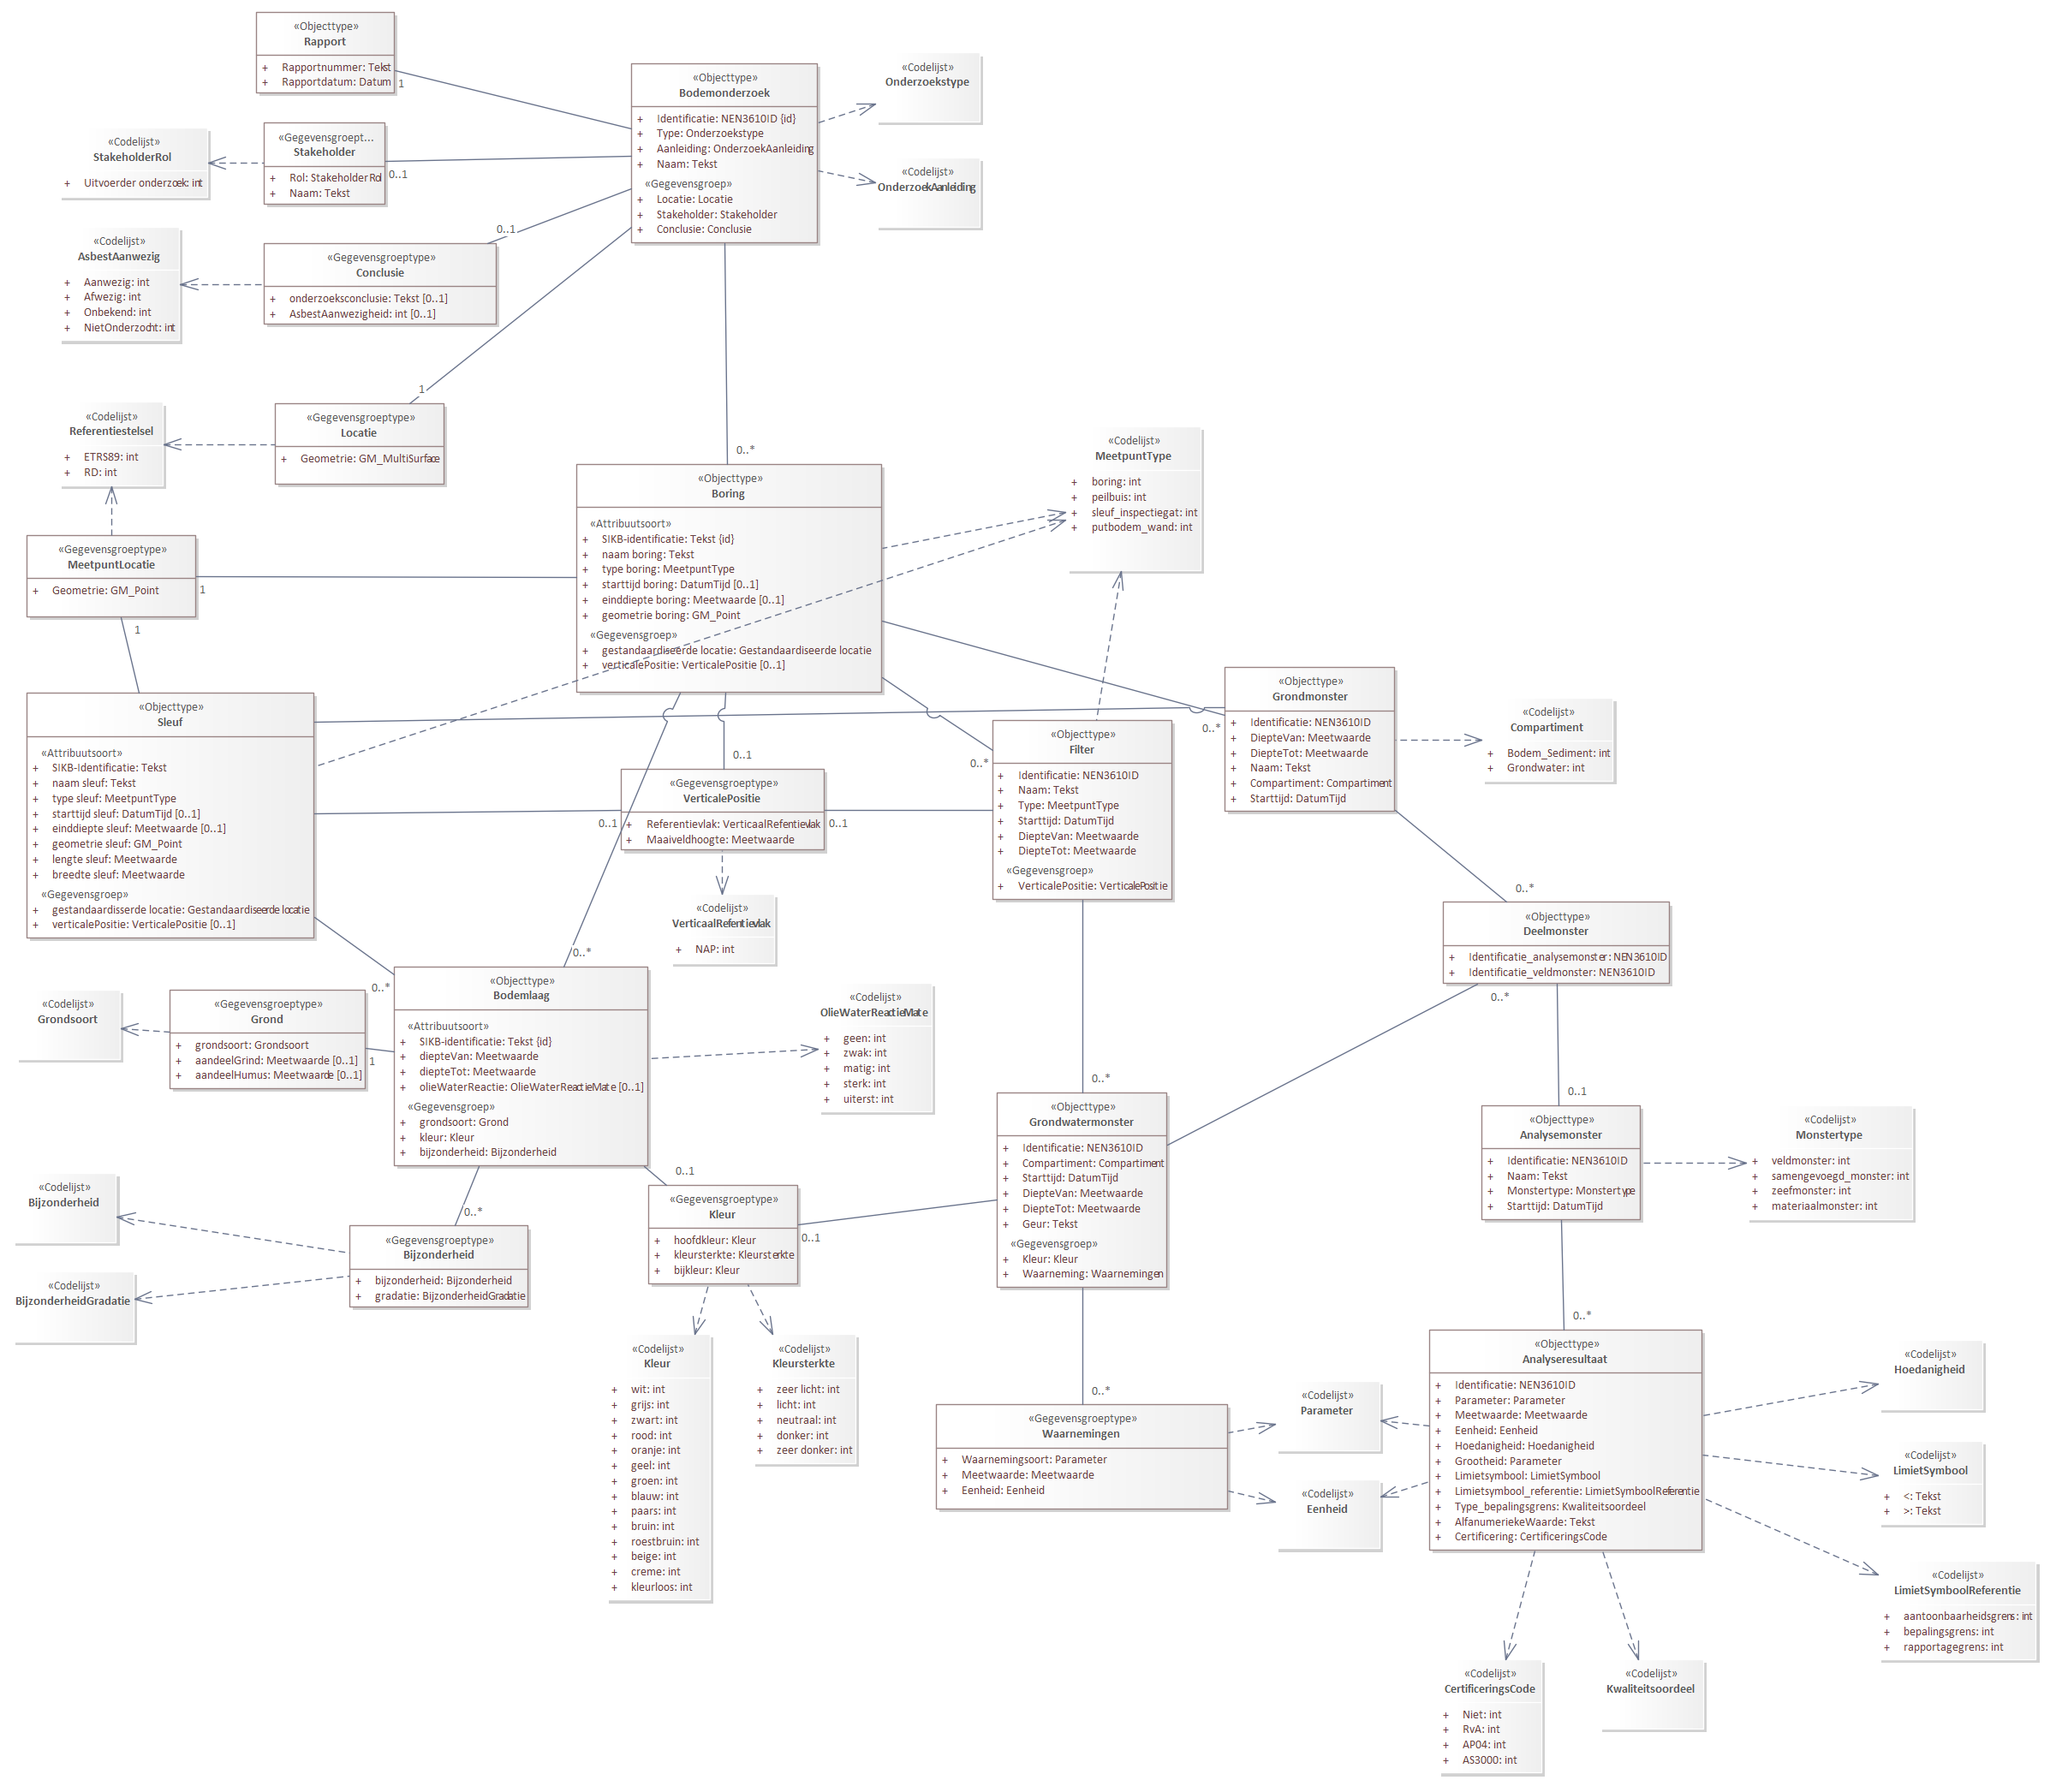 «Objecttype»
Rapport
+ Rapportnummer: Tekst
+ Rapportdatum: Datum
1
«Objecttype»
Bodemonderzoek
+ Identificatie: NEN3610ID {id}
+ Type: Onderzoekstype
+ Aanleiding: OnderzoekAanleiding
+ Naam: Tekst
«Gegevensgroep»
+ Locatie: Locatie
+ Stakeholder: Stakeholder
+ Conclusie: Conclusie
«Codelijst»
Onderzoekstype
«Codelijst»
OnderzoekAanleiding
«Codelijst»
StakeholderRol
+ Uitvoerder onderzoek: int
«Gegevensgroept...
Stakeholder
+ Rol: StakeholderRol
+ Naam: Tekst
0..1
«Codelijst»
AsbestAanwezig
+ Aanwezig: int
+ Afwezig: int
+ Onbekend: int
+ NietOnderzocht: int
0..1
«Gegevensgroeptype»
Conclusie
+ onderzoeksconclusie: Tekst [0..1]
+ AsbestAanwezigheid: int [0..1]
1
«Codelijst»
Referentiestelsel
+ ETRS89: int
+ RD: int
«Gegevensgroeptype»
Locatie
+ Geometrie: GM_MultiSurface
0..*
«Codelijst»
MeetpuntType
+ boring: int
+ peilbuis: int
+ sleuf_inspectiegat: int
+ putbodem_wand: int
«Objecttype»
Boring
«Attribuutsoort»
+ SIKB-identificatie: Tekst {id}
+ naam boring: Tekst
+ type boring: MeetpuntType
+ starttijd boring: DatumTijd [0..1]
+ einddiepte boring: Meetwaarde [0..1]
+ geometrie boring: GM_Point
«Gegevensgroep»
+ gestandaardiseerde locatie: Gestandaardiseerde locatie
+ verticalePositie: VerticalePositie [0..1]
«Gegevensgroeptype»
MeetpuntLocatie
+ Geometrie: GM_Point
1
1
«Objecttype»
Sleuf
«Attribuutsoort»
+ SIKB-Identificatie: Tekst
+ naam sleuf: Tekst
+ type sleuf: MeetpuntType
+ starttijd sleuf: DatumTijd [0..1]
+ einddiepte sleuf: Meetwaarde [0..1]
+ geometrie sleuf: GM_Point
+ lengte sleuf: Meetwaarde
+ breedte sleuf: Meetwaarde
«Gegevensgroep»
+ gestandaardisserde locatie: Gestandaardiseerde locatie
+ verticalePositie: VerticalePositie [0..1]
«Objecttype»
Grondmonster
+ Identificatie: NEN3610ID
+ DiepteVan: Meetwaarde
+ DiepteTot: Meetwaarde
+ Naam: Tekst
+ Compartiment: Compartiment
+ Starttijd: DatumTijd
0..*
«Codelijst»
Compartiment
+ Bodem_Sediment: int
+ Grondwater: int
«Objecttype»
Filter
+ Identificatie: NEN3610ID
+ Naam: Tekst
+ Type: MeetpuntType
+ Starttijd: DatumTijd
+ DiepteVan: Meetwaarde
+ DiepteTot: Meetwaarde
«Gegevensgroep»
+ VerticalePositie: VerticalePositie
0..*
0..1
«Gegevensgroeptype»
VerticalePositie
+ Referentievlak: VerticaalRefentievlak
+ Maaiveldhoogte: Meetwaarde
0..1
0..1
«Codelijst»
VerticaalRefentievlak
+ NAP: int
0..*
«Objecttype»
Deelmonster
+ Identificatie_analysemonster: NEN3610ID
+ Identificatie_veldmonster: NEN3610ID
0..*
0..*
0..*
«Objecttype»
Bodemlaag
«Attribuutsoort»
+ SIKB-identificatie: Tekst {id}
+ diepteVan: Meetwaarde
+ diepteTot: Meetwaarde
+ olieWaterReactie: OlieWaterReactieMate [0..1]
«Gegevensgroep»
+ grondsoort: Grond
+ kleur: Kleur
+ bijzonderheid: Bijzonderheid
«Codelijst»
Grondsoort
«Gegevensgroeptype»
Grond
+ grondsoort: Grondsoort
+ aandeelGrind: Meetwaarde [0..1]
+ aandeelHumus: Meetwaarde [0..1]
1
«Codelijst»
OlieWaterReactieMate
+ geen: int
+ zwak: int
+ matig: int
+ sterk: int
+ uiterst: int
0..*
«Objecttype»
Grondwatermonster
+ Identificatie: NEN3610ID
+ Compartiment: Compartiment
+ Starttijd: DatumTijd
+ DiepteVan: Meetwaarde
+ DiepteTot: Meetwaarde
+ Geur: Tekst
«Gegevensgroep»
+ Kleur: Kleur
+ Waarneming: Waarnemingen
0..1
«Objecttype»
Analysemonster
+ Identificatie: NEN3610ID
+ Naam: Tekst
+ Monstertype: Monstertype
+ Starttijd: DatumTijd
«Codelijst»
Monstertype
+ veldmonster: int
+ samengevoegd_monster: int
+ zeefmonster: int
+ materiaalmonster: int
«Codelijst»
Bijzonderheid
«Codelijst»
BijzonderheidGradatie
0..*
«Gegevensgroeptype»
Bijzonderheid
+ bijzonderheid: Bijzonderheid
+ gradatie: BijzonderheidGradatie
0..1
«Gegevensgroeptype»
Kleur
+ hoofdkleur: Kleur
+ kleursterkte: Kleursterkte
+ bijkleur: Kleur
0..1
«Codelijst»
Kleur
+ wit: int
+ grijs: int
+ zwart: int
+ rood: int
+ oranje: int
+ geel: int
+ groen: int
+ blauw: int
+ paars: int
+ bruin: int
+ roestbruin: int
+ beige: int
+ creme: int
+ kleurloos: int
«Codelijst»
Kleursterkte
+ zeer licht: int
+ licht: int
+ neutraal: int
+ donker: int
+ zeer donker: int
0..*
«Gegevensgroeptype»
Waarnemingen
+ Waarnemingsoort: Parameter
+ Meetwaarde: Meetwaarde
+ Eenheid: Eenheid
«Codelijst»
Parameter
«Codelijst»
Eenheid
0..*
«Objecttype»
Analyseresultaat
+ Identificatie: NEN3610ID
+ Parameter: Parameter
+ Meetwaarde: Meetwaarde
+ Eenheid: Eenheid
+ Hoedanigheid: Hoedanigheid
+ Grootheid: Parameter
+ Limietsymbool: LimietSymbool
+ Limietsymbool_referentie: LimietSymboolReferentie
+ Type_bepalingsgrens: Kwaliteitsoordeel
+ AlfanumeriekeWaarde: Tekst
+ Certificering: CertificeringsCode
«Codelijst»
Hoedanigheid
«Codelijst»
LimietSymbool
+ <: Tekst
+ >: Tekst
«Codelijst»
LimietSymboolReferentie
+ aantoonbaarheidsgrens: int
+ bepalingsgrens: int
+ rapportagegrens: int
«Codelijst»
CertificeringsCode
+ Niet: int
+ RvA: int
+ AP04: int
+ AS3000: int
«Codelijst»
Kwaliteitsoordeel